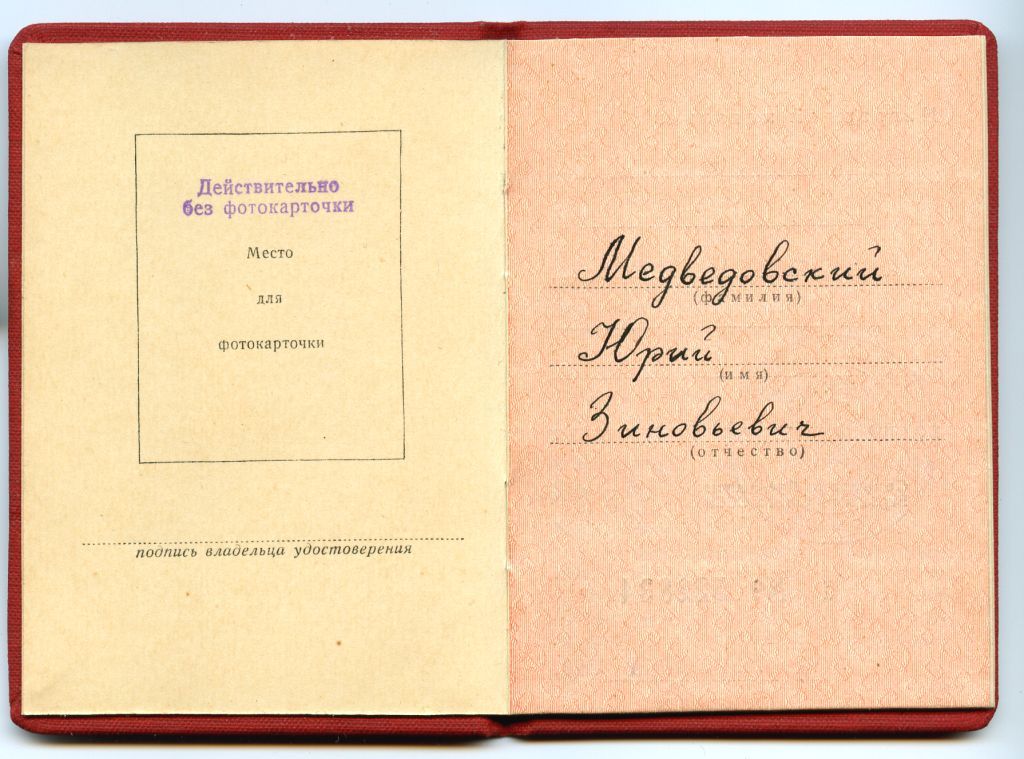 Действительно
без фотокарточки
Место
для
фотокарточки
подпись владельца удостоверения
Медведовский
(фамилия)
Юрий
(имя)
Зиновьевич
(отчество)